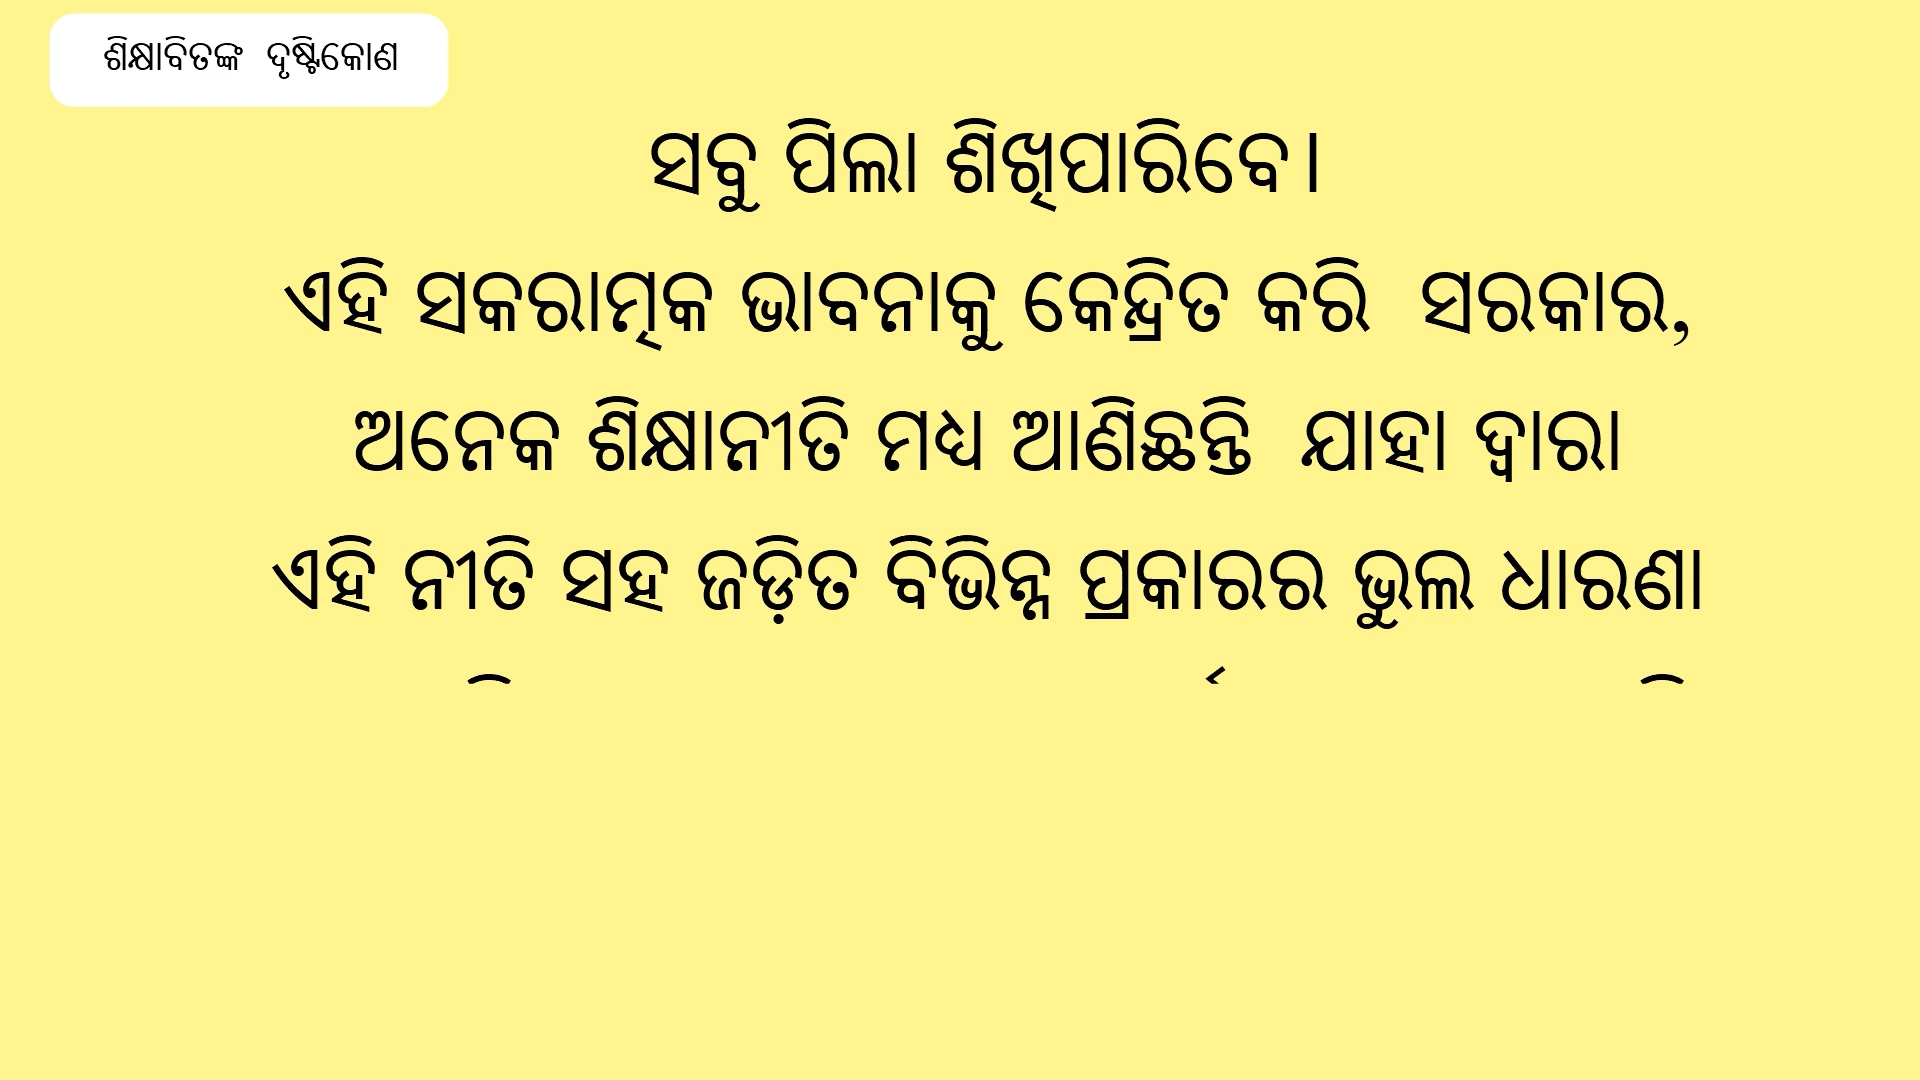 ଶିକ୍ଷାବିତଙ୍କ ଦୃଷ୍ଟିକୋଣ
ସବୁ ପିଲା ଶିଖିପାରିବେ।
ଏହି ସକରାତ୍ମକ ଭାବନାକୁ କେନ୍ଦ୍ରିତ କରି ସରକାର,
ଅନେକ ଶିକ୍ଷାନୀତି ମଧ୍ୟ ଆଣିଛନ୍ତି ଯାହା ଦ୍ୱାରା
ଏହି ନୀତି ସହ ଜଡ଼ିତ ବିଭିନ୍ନ ପ୍ରକାରର ଭୁଲ ଧାରଣା